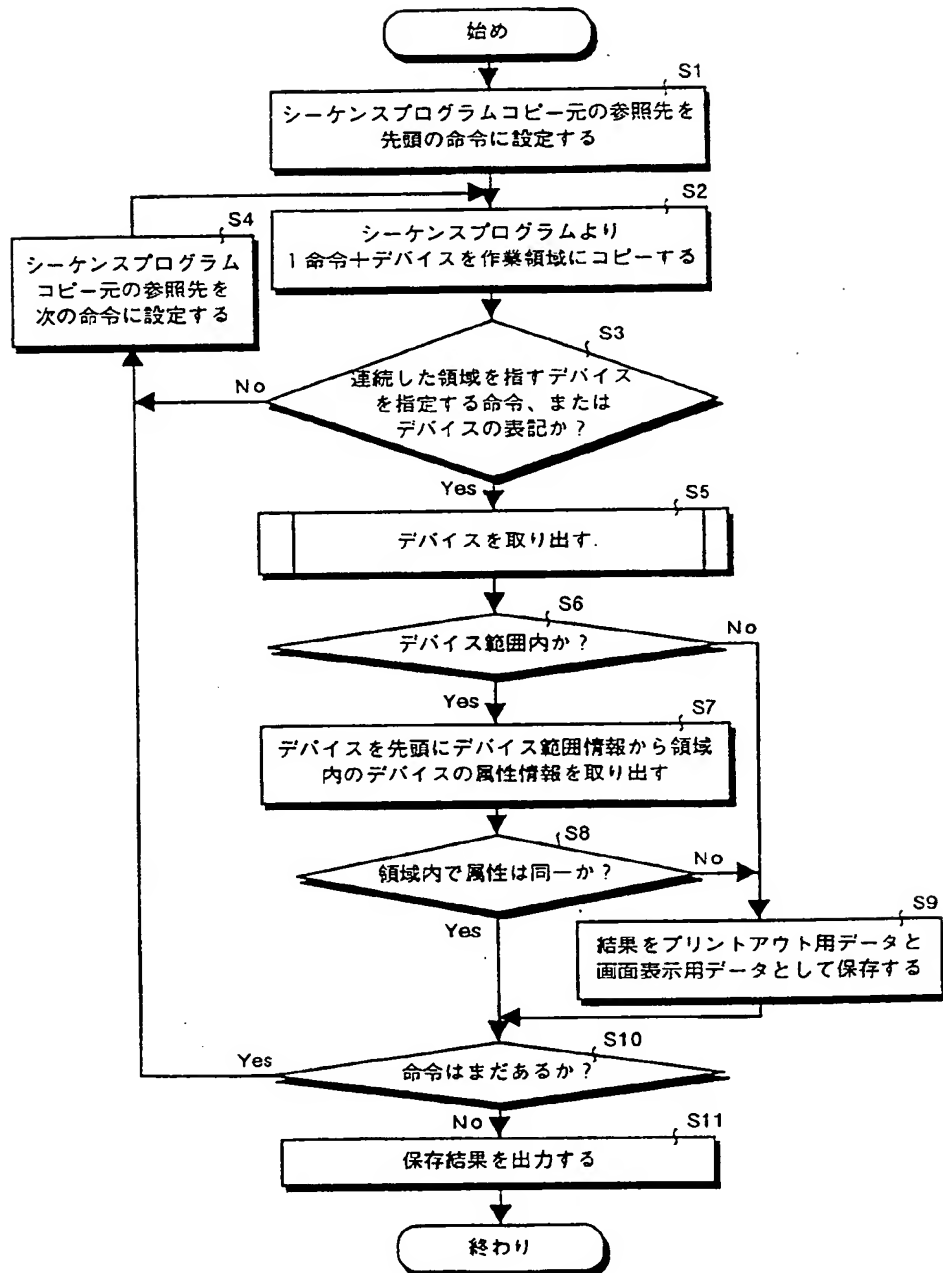 始め
S1
シーケンスプログラムコピー元の参照先を
先頭の命令に設定する
S2
シーケンスプログラムより
1命令+デバイスを作業領域にコピーする
S4
シーケンスプログラム
コピー元の参照先を
次の命令に設定する
S3
連続した領域を指すデバイス
を指定する命令、または
デバイスの表記か?
No
Yes
S5
デバイスを取り出す.
S6
デバイス範囲内か?
No
Yes
S7
デバイスを先頭にデバイス範囲情報から領域
内のデバイスの属性情報を取り出す
S8
領域内で属性は同一か?
No
Yes
S9
結果をプリントアウト用データと
画面表示用データとして保存する
S10
命令はまだあるか?
Yes
No
S11
保存結果を出力する
終わり